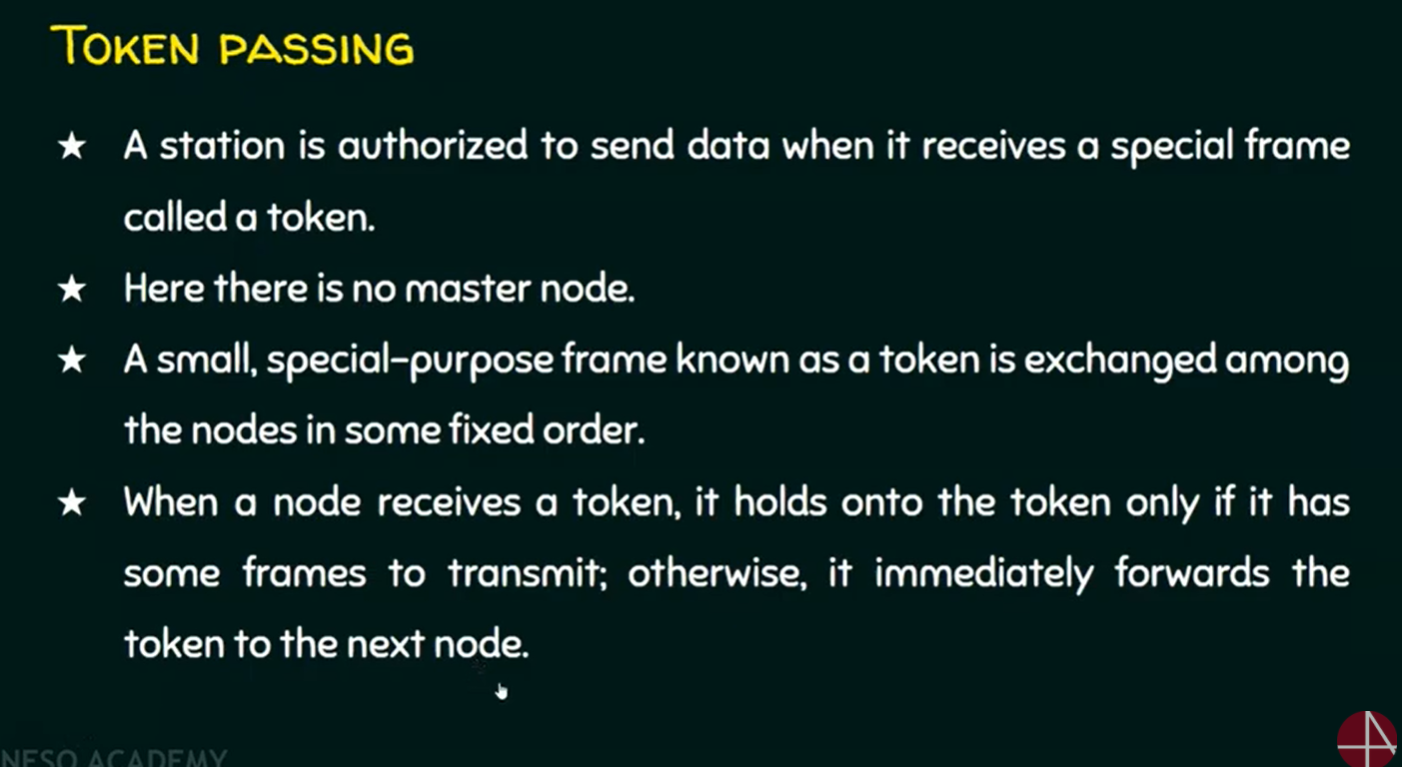 TOKEN PASSING
★ A station is authorized to send data when it receives a special frame
called a token.
★ Here there is no master node.
★ A small, special-purpose frame known as a token is exchanged among
the nodes in some fixed order.
★ When a node receives a token, it holds onto the token only if it has
some frames to transmit; otherwise, it immediately forwards the
token to the next node.
NESO ACADEMY